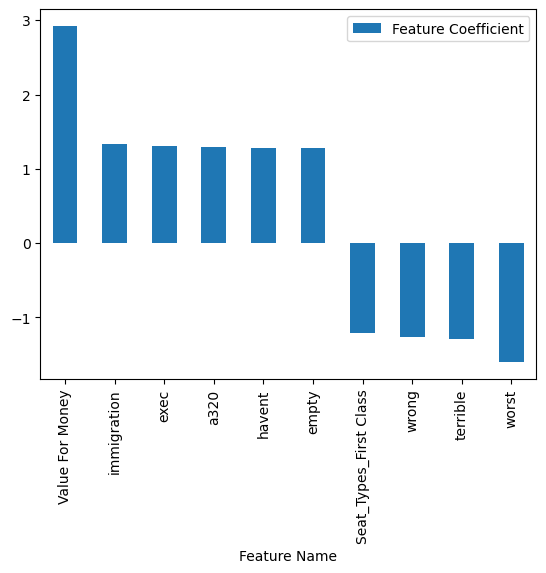 3
2
1
0
−1
Feature Coefficient
Value For Money
immigration
exec
a320
havent
empty
Seat_Types_First Class
wrong
terrible
worst
Feature Name